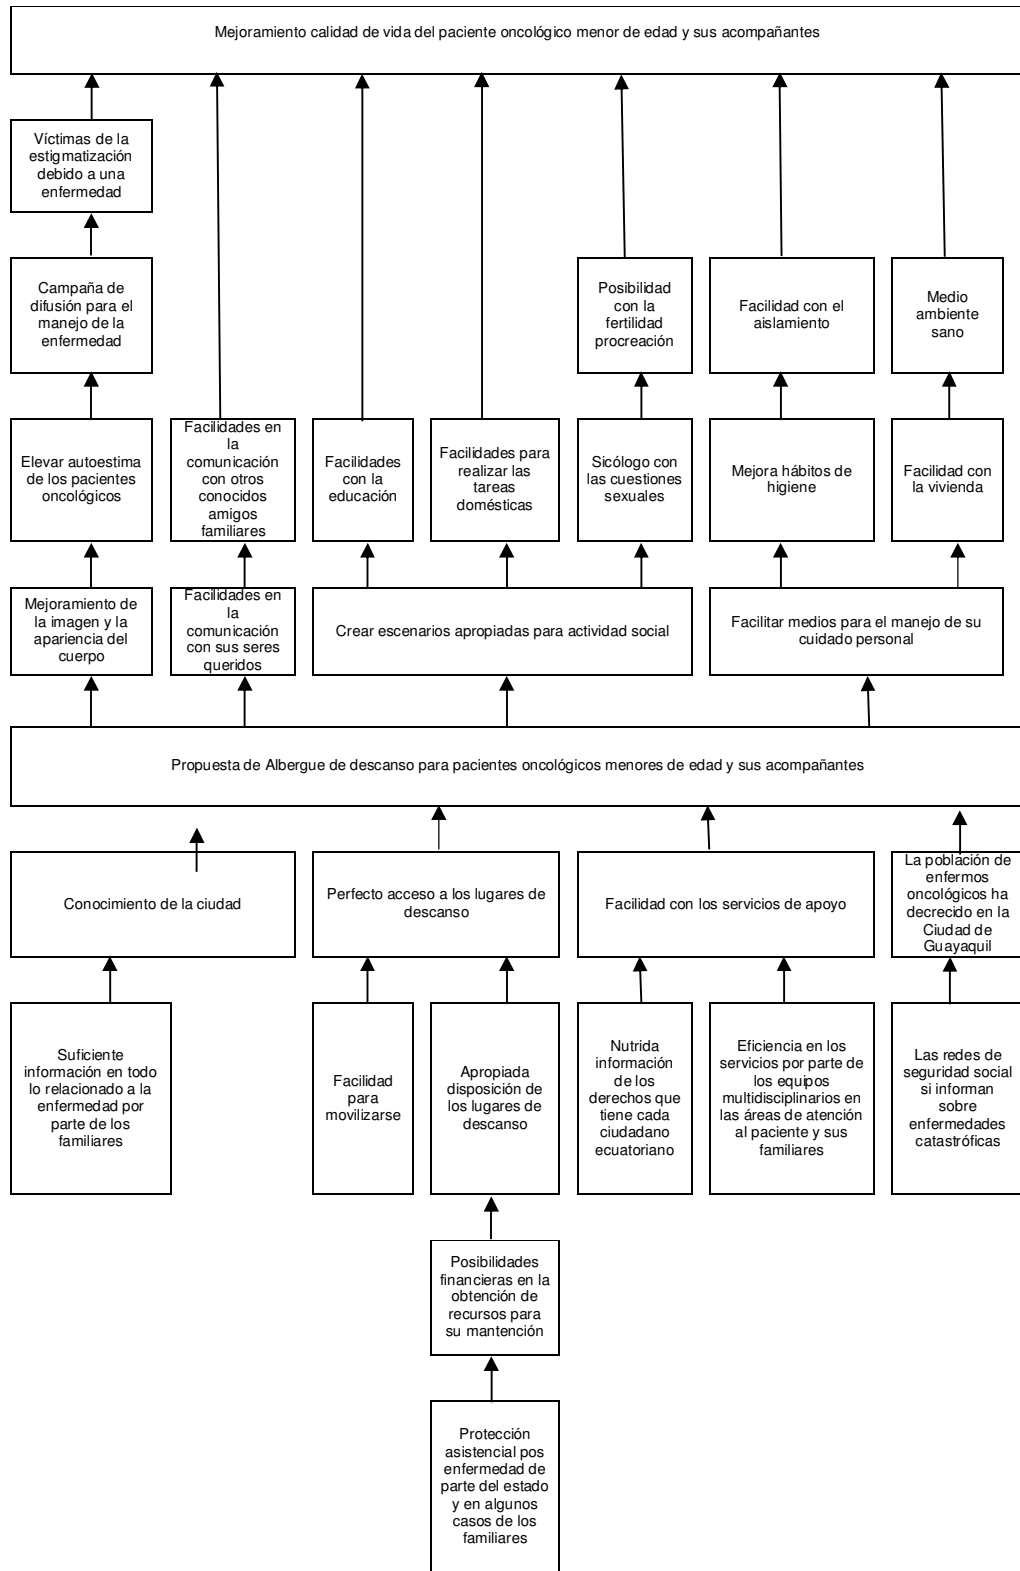 Mejoramiento calidad de vida del paciente oncológico menor de edad y sus acompañantes
Víctimas de la
estigmatización
debido a una
enfermedad
Campaña de
difusión para el
manejo de la
enfermedad
Posibilidad
con la
fertilidad
procreación
Facilidad con el
aislamiento
Medio
ambiente
sano
Elevar autoestima
de los pacientes
oncológicos
Facilidades en
la
comunicación
con otros
conocidos
amigos
familiares
Facilidades
con la
educación
Facilidades para
realizar las
tareas
domésticas
Sicólogo con
las cuestiones
sexuales
Mejora hábitos de
higiene
Facilidad con
la vivienda
Mejoramiento de
la imagen y la
apariencia del
cuerpo
Facilidades en
la
comunicación
con sus seres
queridos
Crear escenarios apropiadas para actividad social
Facilitar medios para el manejo de su
cuidado personal
Propuesta de Albergue de descanso para pacientes oncológicos menores de edad y sus acompañantes
Conocimiento de la ciudad
Perfecto acceso a los lugares de
descanso
Facilidad con los servicios de apoyo
La población de
enfermos
oncológicos ha
decrecido en la
Ciudad de
Guayaquil
Suficiente
información en todo
lo relacionado a la
enfermedad por
parte de los
familiares
Facilidad
para
movilizarse
Apropiada
disposición de
los lugares de
descanso
Nutrida
información
de los
derechos que
tiene cada
ciudadano
ecuatoriano
Eficiencia en los
servicios por parte de
los equipos
multidisciplinarios en
las áreas de atención
al paciente y sus
familiares
Las redes de
seguridad social
si informan
sobre
enfermedades
catastróficas
Posibilidades
financieras en la
obtención de
recursos para
su mantención
Protección
asistencial pos
enfermedad de
parte del estado
y en algunos
casos de los
familiares